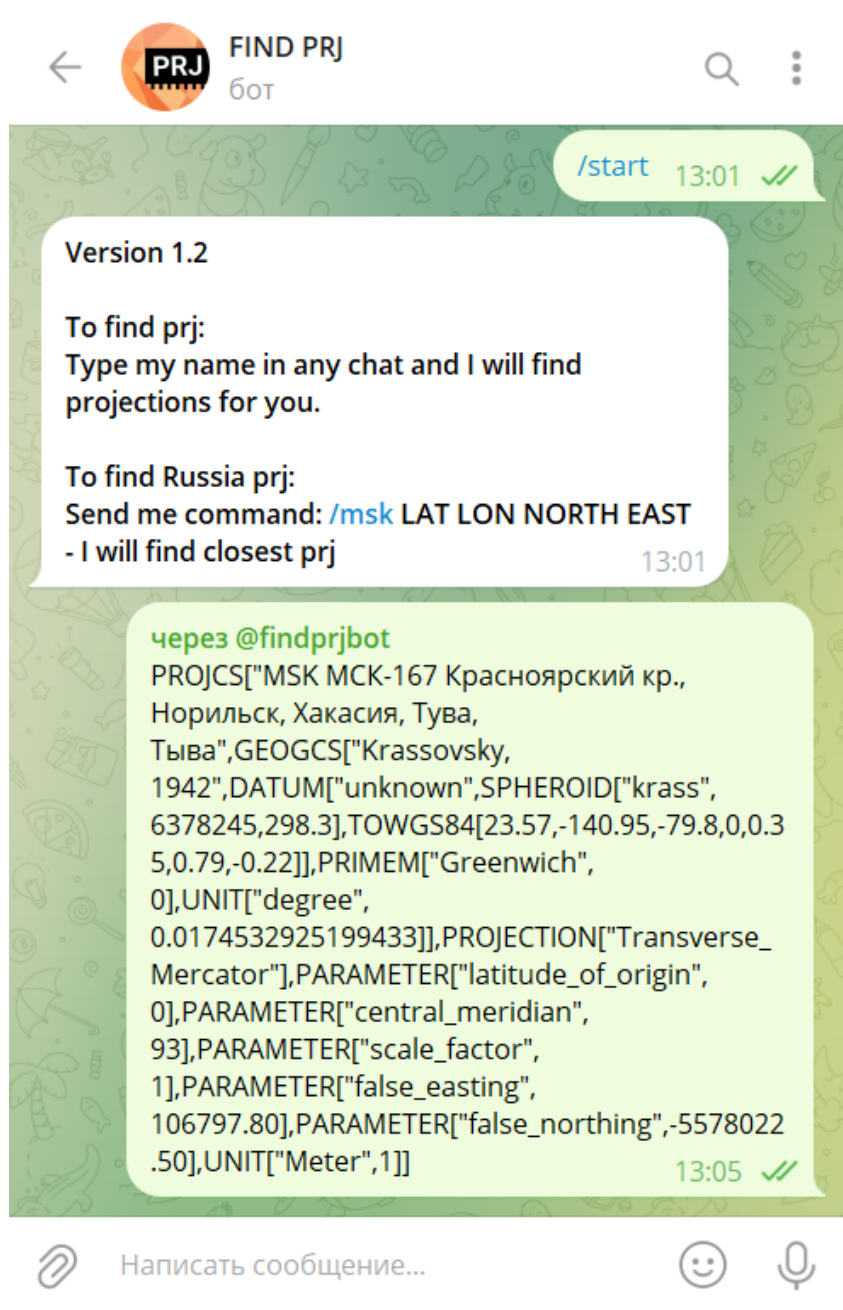 FIND PRJ
PRJ
бот
/start 13:01
Version 1.2
To find prj:
Type my name in any chat and I will find
projections for you.
To find Russia prj:
Send me command: /msk LAT LON NORTH EAST
- I will find closest prj
13:01
через @findprjbot
PROJCS["MSK МСК-167 Красноярский кр.,
Норильск, Хакасия, Тува,
Тыва",GEOGCS["Krassovsky,
1942",DATUM["unknown",SPHEROID["krass",
6378245,298.3],TOWGS84[23.57,-140.95,-79.8,0,0.3
5,0.79,-0.22]],PRIMEM["Greenwich",
0],UNIT["degree",
0.0174532925199433]],PROJECTION["Transverse_
Mercator"],PARAMETER["latitude_of_origin",
0],PARAMETER["central_meridian",
93],PARAMETER["scale_factor",
1],PARAMETER["false_easting",
106797.80],PARAMETER["false_northing",-5578022
.50],UNIT["Meter",1]]
13:05
Написать сообщение...